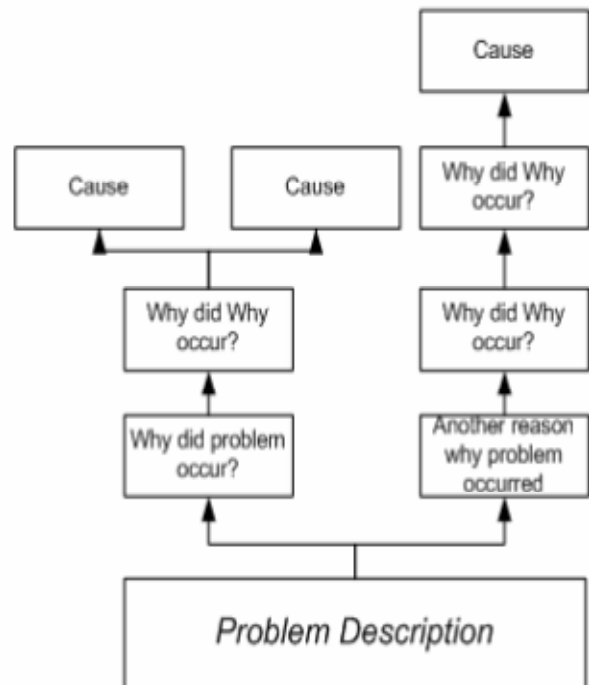 Cause
Cause
Cause
Why did Why
occur?
Why did Why
occur?
Why did Why
occur?
Why did problem
occur?
Another reason
why problem
occurred
Problem Description